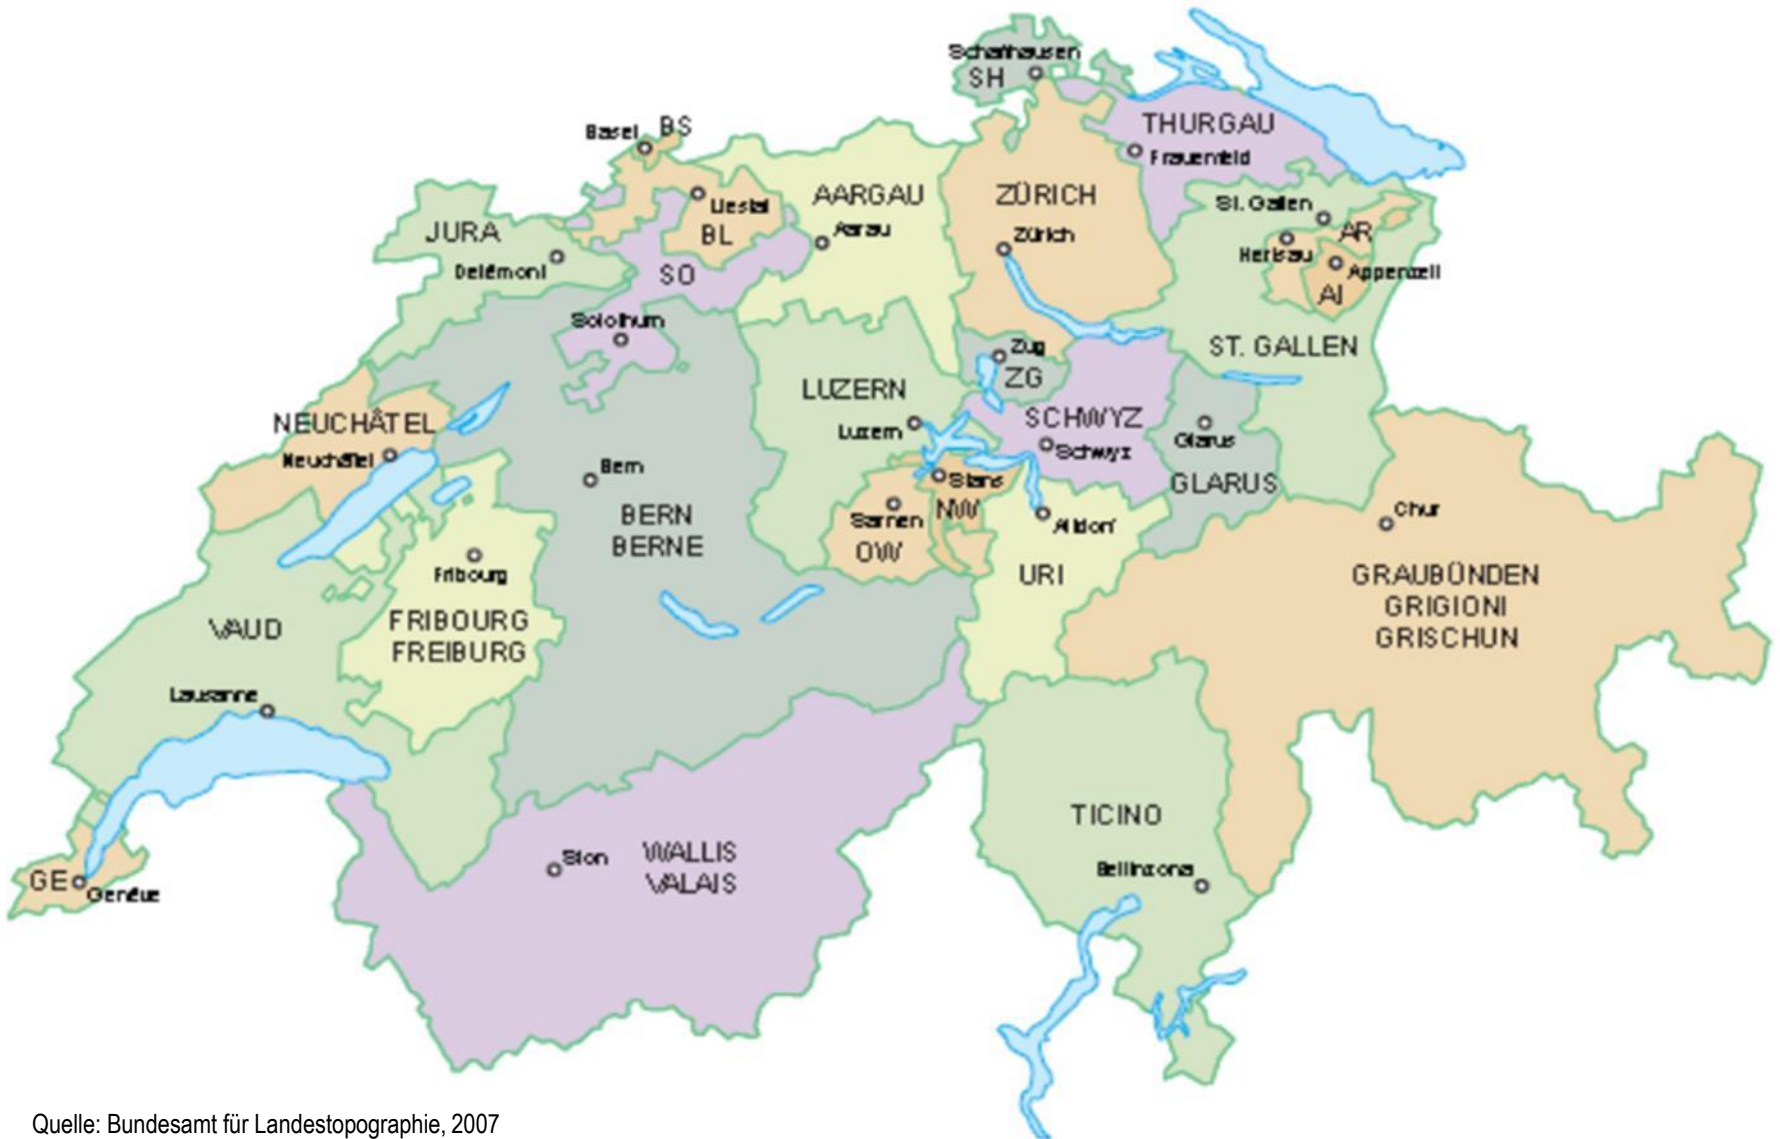 Schaffhausen
SH
BS
Basel
THURGAU
Frauenfeld
AARGAU
ZÜRICH
Liestal
St. Gallen
JURA
BL
Aarau
Zürich
AR
Herisau
Delémont
SO
Appenzell
AI
Solothurn
Zug
ST. GALLEN
ZG
LUZERN
NEUCHÂTEL
SCHWYZ
Luzern
Glarus
Neuchâtel
Schwyz
Bern
Stans
GLARUS
Chur
BERN
BERNE
Sarnen
NW
Altdorf
OW
Fribourg
URI
GRAUBÜNDEN
GRIGIONI
GRISCHUN
VAUD
FRIBOURG
FREIBURG
Lausanne
TICINO
Sion
WALLIS
VALAIS
Bellinzona
GE
Genève
Quelle: Bundesamt für Landestopographie, 2007